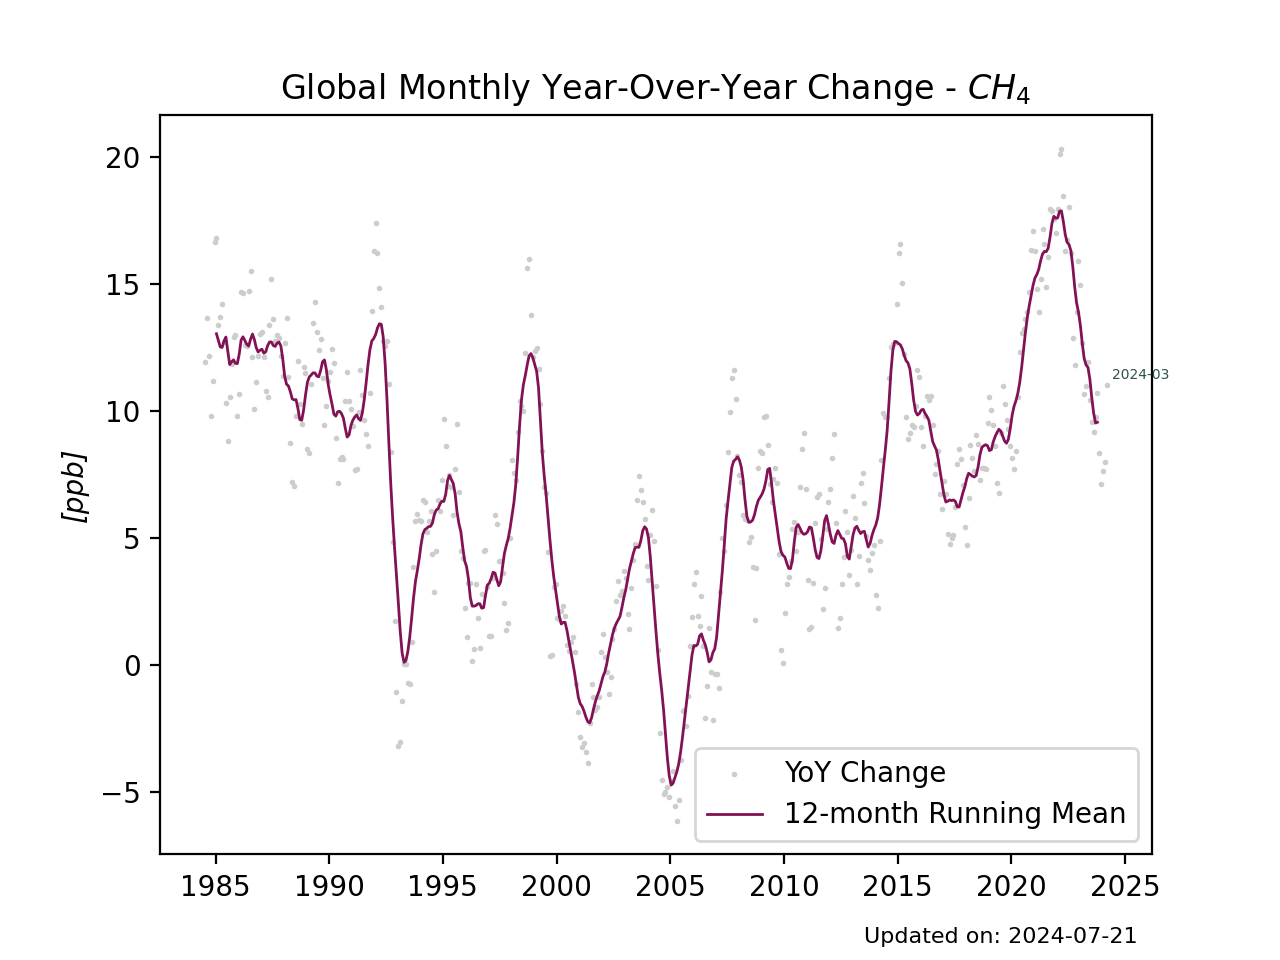 Global Monthly Year-Over-Year Change - CH4
20
15
10
5
0
−5
[ppb]
2024-03
YoY Change
12-month Running Mean
1985 1990 1995 2000 2005 2010 2015 2020 2025
Updated on: 2024-07-21